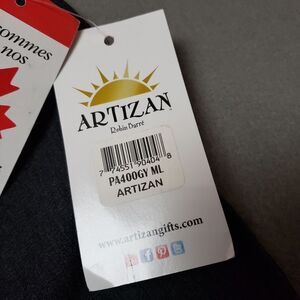 ommes
nos
ARTIZAN
Robin Barré
7 74551 90404 8
PA400GY ML
ARTIZAN
www.artizangifts.com